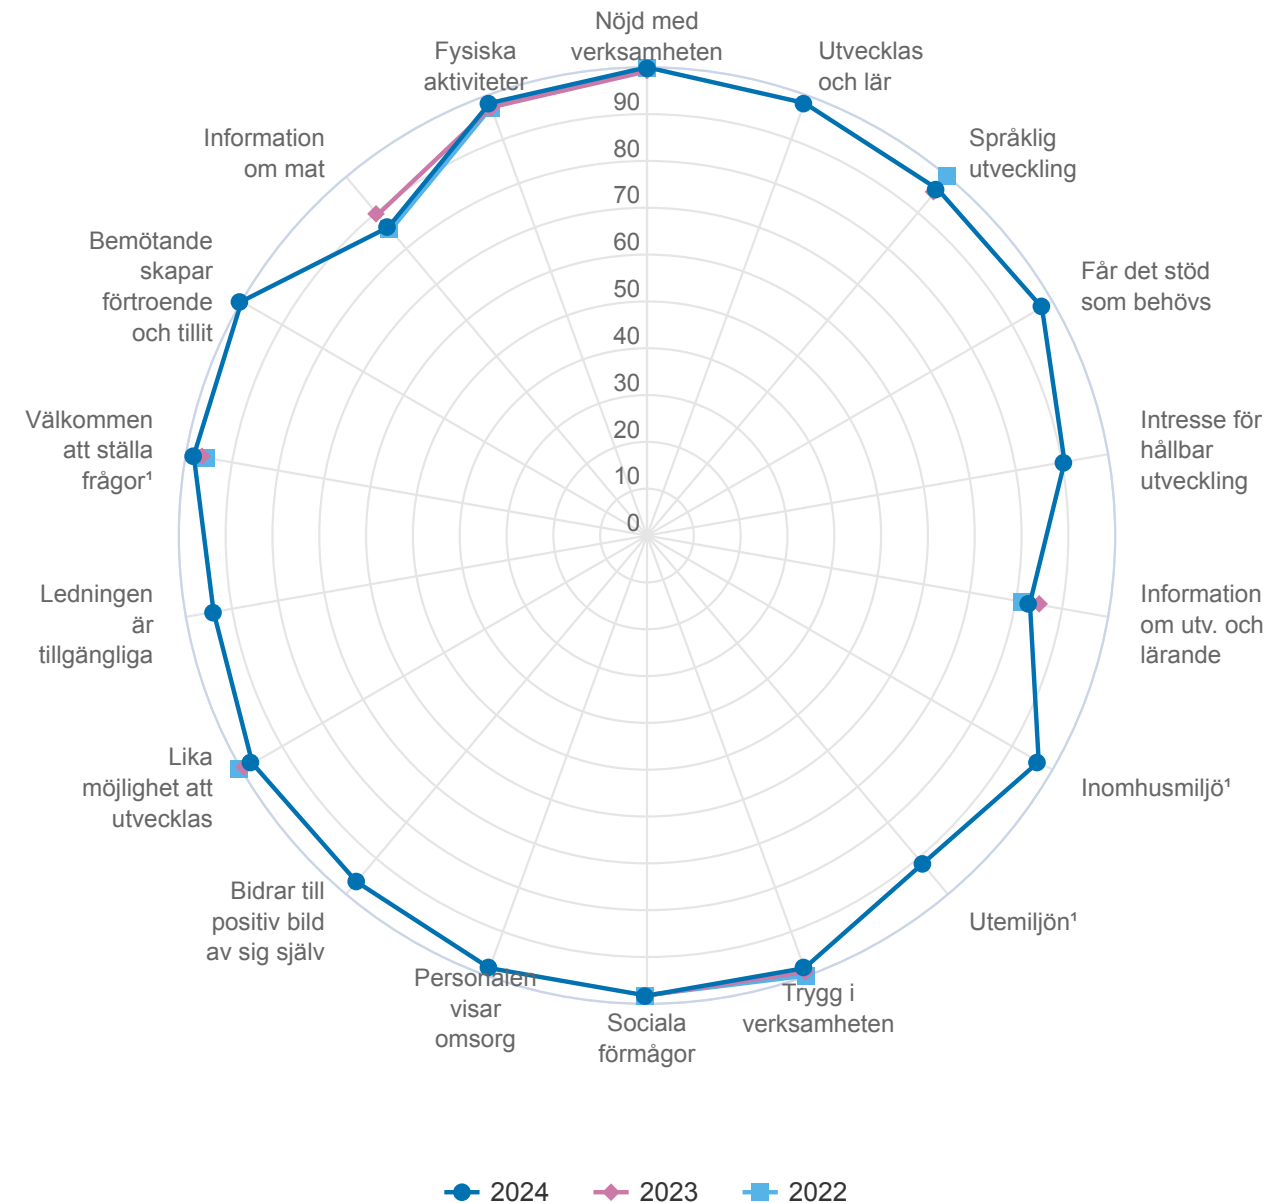 Nöjd med
verksamheten
Utvecklas
och lär
Språklig
utveckling
Får det stöd
som behövs
Intresse för
hållbar
utveckling
Information
om utv. och
lärande
Inomhusmiljö¹
Utemiljön¹
Trygg i
verksamheten
Sociala
förmågor
Personalen
visar
omsorg
Bidrar till
positiv bild
av sig själv
Lika
möjlighet att
utvecklas
Ledningen
är
tillgängliga
Välkommen
att ställa
frågor¹
Bemötande
skapar
förtroende
och tillit
Information
om mat
Fysiska
aktiviteter
90
80
70
60
50
40
30
20
10
0
2024 2023 2022